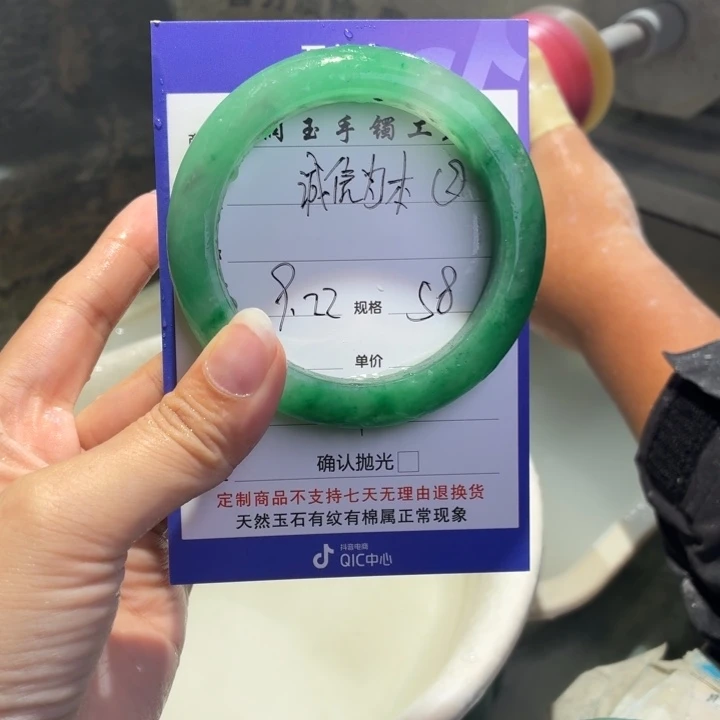 玉手镯工
诚信为本 ②
9.22 规格 58
单价
确认抛光
定制商品不支持七天无理由退换货
天然玉石有纹有棉属正常现象
抖音电商
QIC中心